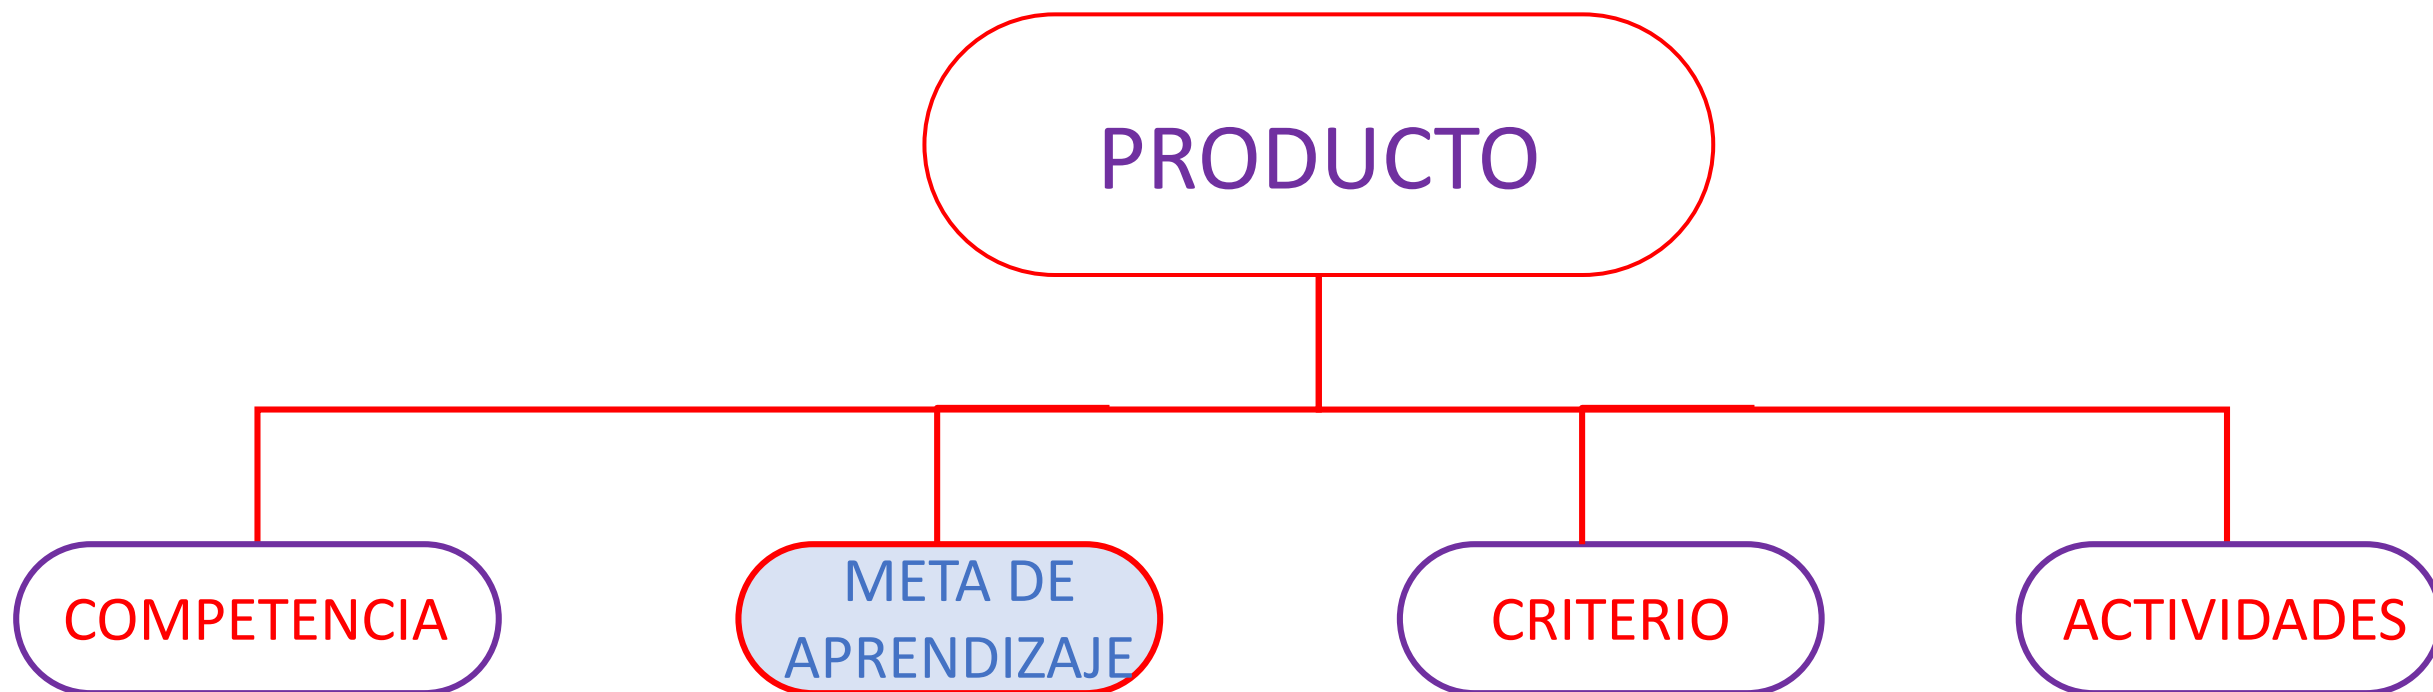 PRODUCTO
COMPETENCIA
META DE
APRENDIZAJE
CRITERIO
ACTIVIDADES